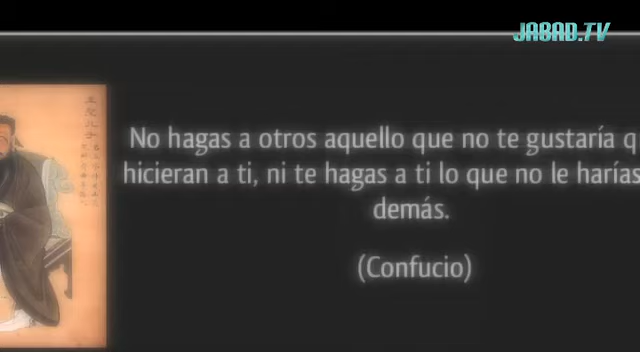 JABAD.TV
No hagas a otros aquello que no te gustaría q
hicieran a ti, ni te hagas a ti lo que no le harías
demás.
(Confucio)